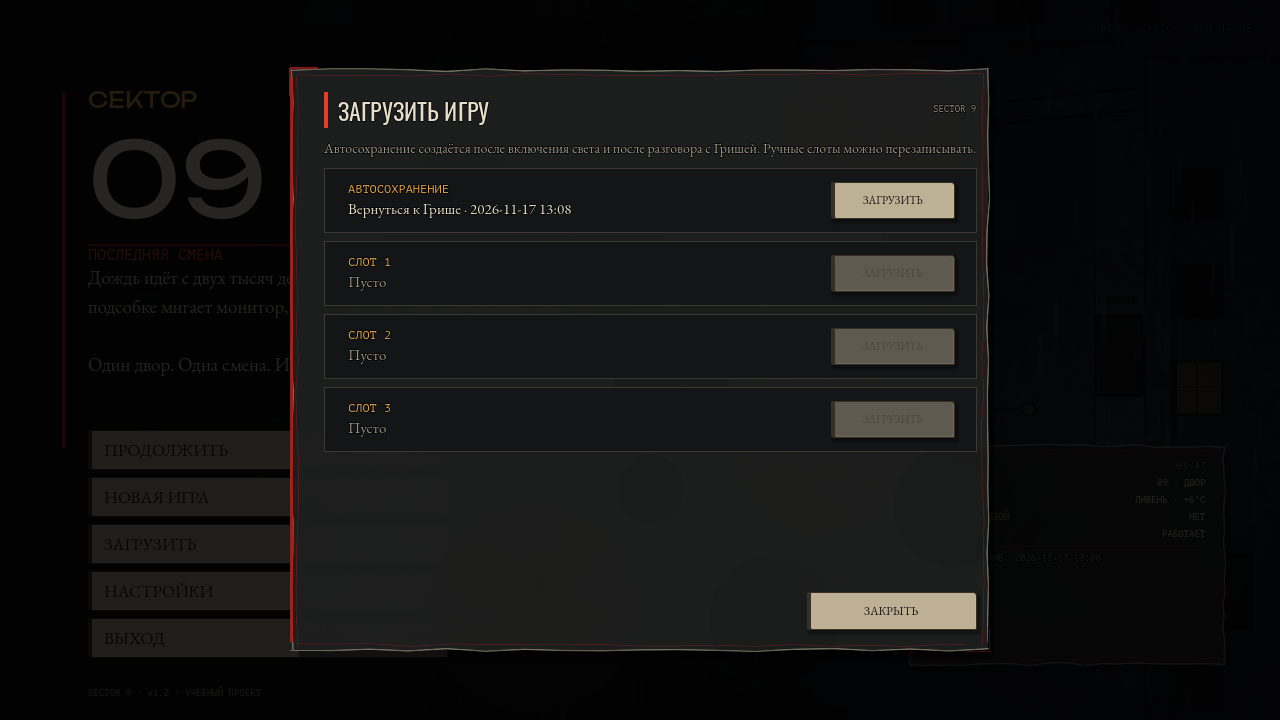 СЕКТОР
09
ПОСЛЕДНЯЯ СМЕНА
Дождь идёт с двух тысяч
подсобке мигает монитор,
Один двор. Одна смена. И
ПРОДОЛЖИТЬ
НОВАЯ ИГРА
ЗАГРУЗИТЬ
НАСТРОЙКИ
ВЫХОД
SECTOR 9 · v1.2 · УЧЕБНЫЙ ПРОЕКТ
ЗАГРУЗИТЬ ИГРУ
SECTOR 9
Автосохранение создаётся после включения света и после разговора с Гришей. Ручные слоты можно перезаписывать.
АВТОСОХРАНЕНИЕ
Вернуться к Грише · 2026-11-17 13:08
ЗАГРУЗИТЬ
СЛОТ 1
Пусто
ЗАГРУЗИТЬ
СЛОТ 2
Пусто
ЗАГРУЗИТЬ
СЛОТ 3
Пусто
ЗАГРУЗИТЬ
ЗАКРЫТЬ
03:47
09 · ДВОР
ЛИВЕНЬ · +6°C
НЕТ
РАБОТАЕТ
2026-11-17 13:08